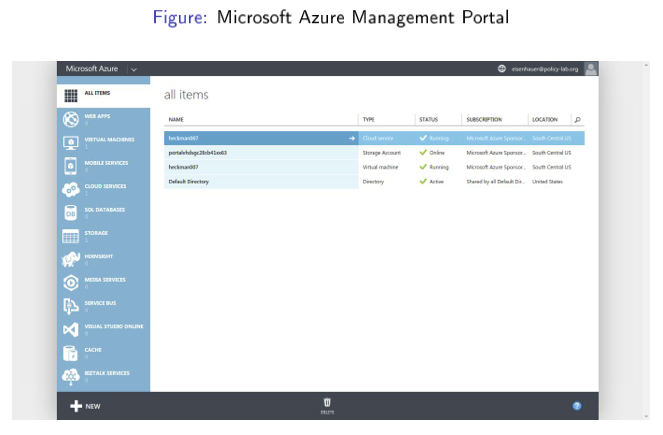 Figure: Microsoft Azure Management Portal
Microsoft Azure
eisenhauer@policy-lab.org
ALL ITEMS
WEB APPS
0
VIRTUAL MACHINES
1
MOBILE SERVICES
0
CLOUD SERVICES
1
SQL DATABASES
0
STORAGE
1
HDINSIGHT
0
MEDIA SERVICES
0
SERVICE BUS
0
VISUAL STUDIO ONLINE
0
CACHE
0
BIZTALK SERVICES
0
NEW
all items
NAME TYPE STATUS SUBSCRIPTION LOCATION
heckman007 Cloud service Running Microsoft Azure Sponsor... South Central US
Storage Account Online Microsoft Azure Sponsor... South Central US
heckman007 Virtual machine Running Microsoft Azure Sponsor... South Central US
Default Directory Directory Active Shared by all Default Dir... United States
DELETE
?